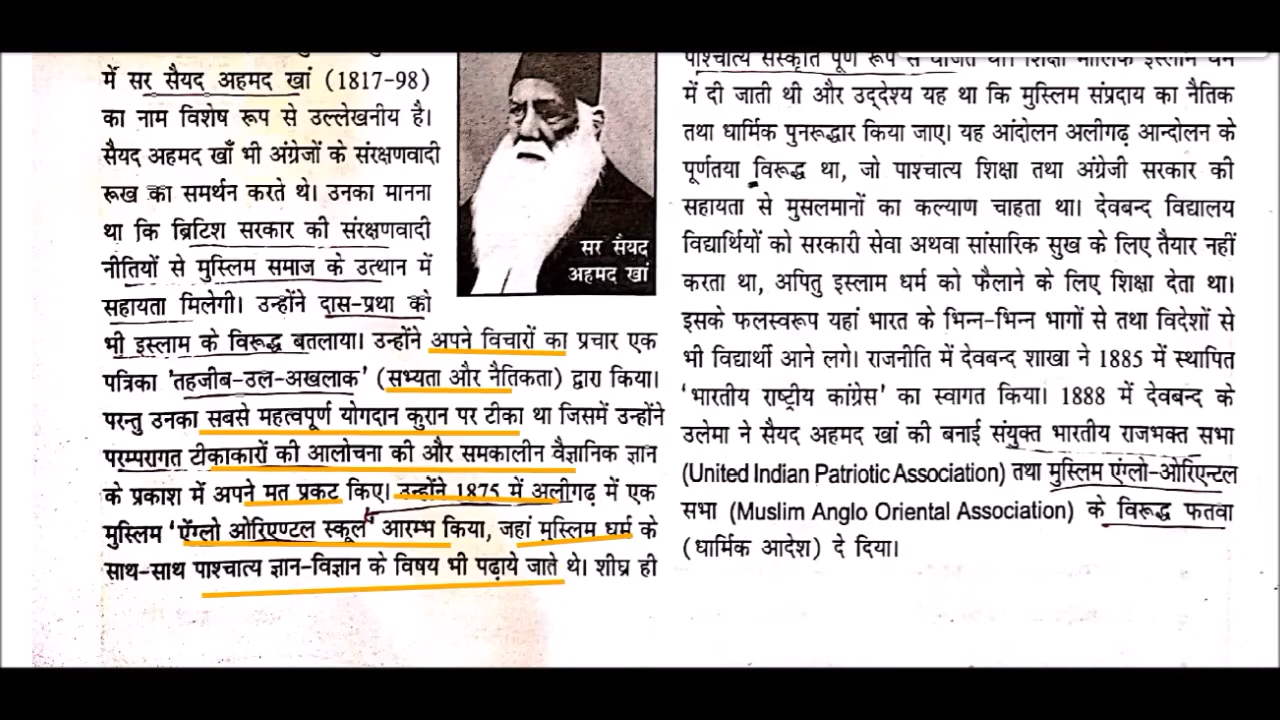 में सर सैयद अहमद खां (1817-98)
का नाम विशेष रूप से उल्लेखनीय है।
सैयद अहमद खाँ भी अंग्रेजों के संरक्षणवादी
रूख का समर्थन करते थे। उनका मानना
था कि ब्रिटिश सरकार की संरक्षणवादी
नीतियों से मुस्लिम समाज के उत्थान में
सहायता मिलेगी। उन्होंने दास-प्रथा को
भी इस्लाम के विरूद्ध बतलाया। उन्होंने अपने विचारों का प्रचार एक
पत्रिका 'तहजीब-उल-अखलाक' (सभ्यता और नैतिकता) द्वारा किया।
परन्तु उनका सबसे महत्वपूर्ण योगदान कुरान पर टीका था जिसमें उन्होंने
परम्परागत टीकाकारों की आलोचना की और समकालीन वैज्ञानिक ज्ञान
के प्रकाश में अपने मत प्रकट किए। उन्होंने 1875 में अलीगढ़ में एक
मुस्लिम 'ऍंग्लो ओरिएण्टल स्कूल' आरम्भ किया, जहां मुस्लिम धर्म के
साथ-साथ पाश्चात्य ज्ञान-विज्ञान के विषय भी पढ़ाये जाते थे। शीघ्र ही
सर सैयद
अहमद खां
पाश्चात्य संस्कृति पूर्ण रूप से वर्जित थी। शिक्षा मौलिक इस्लाम धर्म
में दी जाती थी और उद्देश्य यह था कि मुस्लिम संप्रदाय का नैतिक
तथा धार्मिक पुनरूद्धार किया जाए। यह आंदोलन अलीगढ़ आन्दोलन के
पूर्णतया विरूद्ध था, जो पाश्चात्य शिक्षा तथा अंग्रेजी सरकार की
सहायता से मुसलमानों का कल्याण चाहता था। देवबन्द विद्यालय
विद्यार्थियों को सरकारी सेवा अथवा सांसारिक सुख के लिए तैयार नहीं
करता था, अपितु इस्लाम धर्म को फैलाने के लिए शिक्षा देता था।
इसके फलस्वरूप यहां भारत के भिन्न-भिन्न भागों से तथा विदेशों से
भी विद्यार्थी आने लगे। राजनीति में देवबन्द शाखा ने 1885 में स्थापित
'भारतीय राष्ट्रीय कांग्रेस' का स्वागत किया। 1888 में देवबन्द के
उलेमा ने सैयद अहमद खां की बनाई संयुक्त भारतीय राजभक्त सभा
(United Indian Patriotic Association) तथा मुस्लिम एंग्लो-ओरिएन्टल
सभा (Muslim Anglo Oriental Association) के विरूद्ध फतवा
(धार्मिक आदेश) दे दिया।